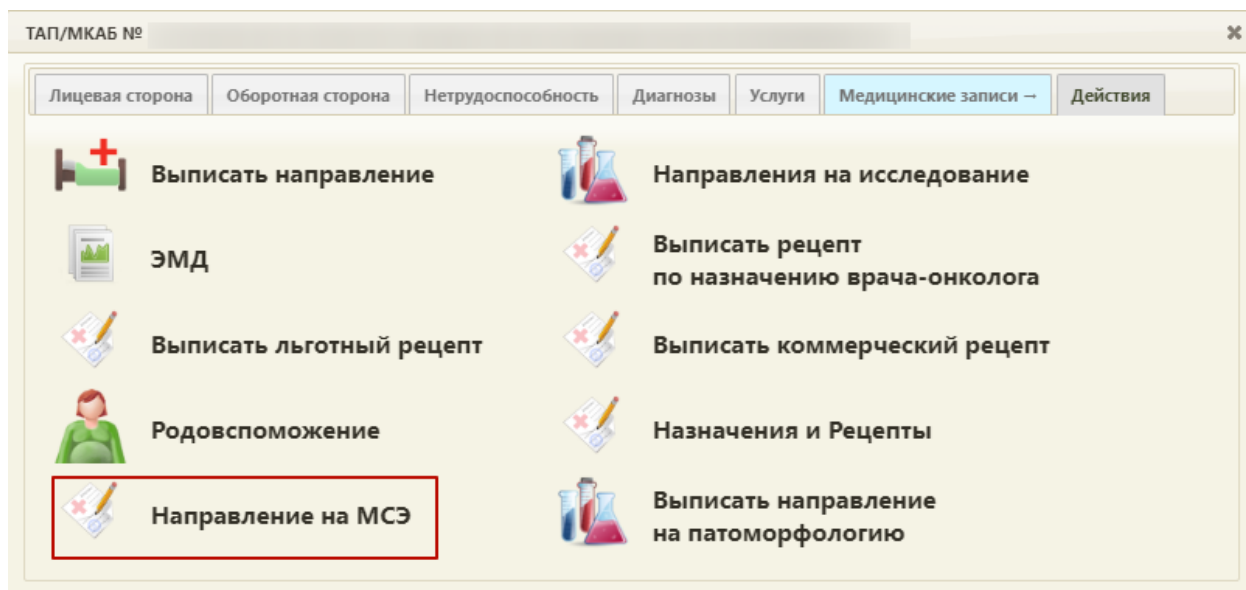 ТАП/МКАБ №
Лицевая сторона Оборотная сторона Нетрудоспособность Диагнозы Услуги Медицинские записи → Действия
Выписать направление
Направления на исследование
ЭМД
Выписать рецепт
по назначению врача-онколога
Выписать льготный рецепт
Выписать коммерческий рецепт
Родовспоможение
Назначения и Рецепты
Направление на МСЭ
Выписать направление
на патоморфологию